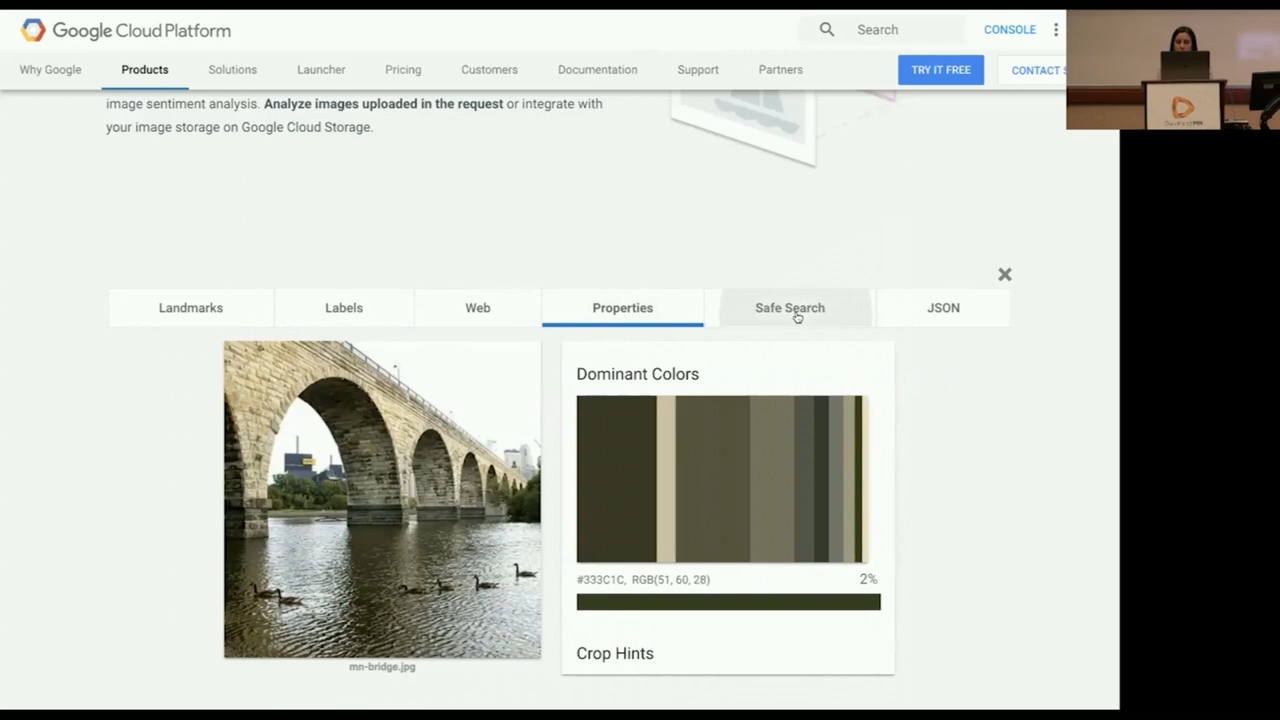 Google Cloud Platform
Search
CONSOLE
Why Google Products Solutions Launcher Pricing Customers Documentation Support Partners
TRY IT FREE
CONTACT S
image sentiment analysis. Analyze images uploaded in the request or integrate with
your image storage on Google Cloud Storage.
Landmarks Labels Web Properties Safe Search JSON
Dominant Colors
#333C1C, RGB(51, 60, 28) 2%
Crop Hints
mn-bridge.jpg